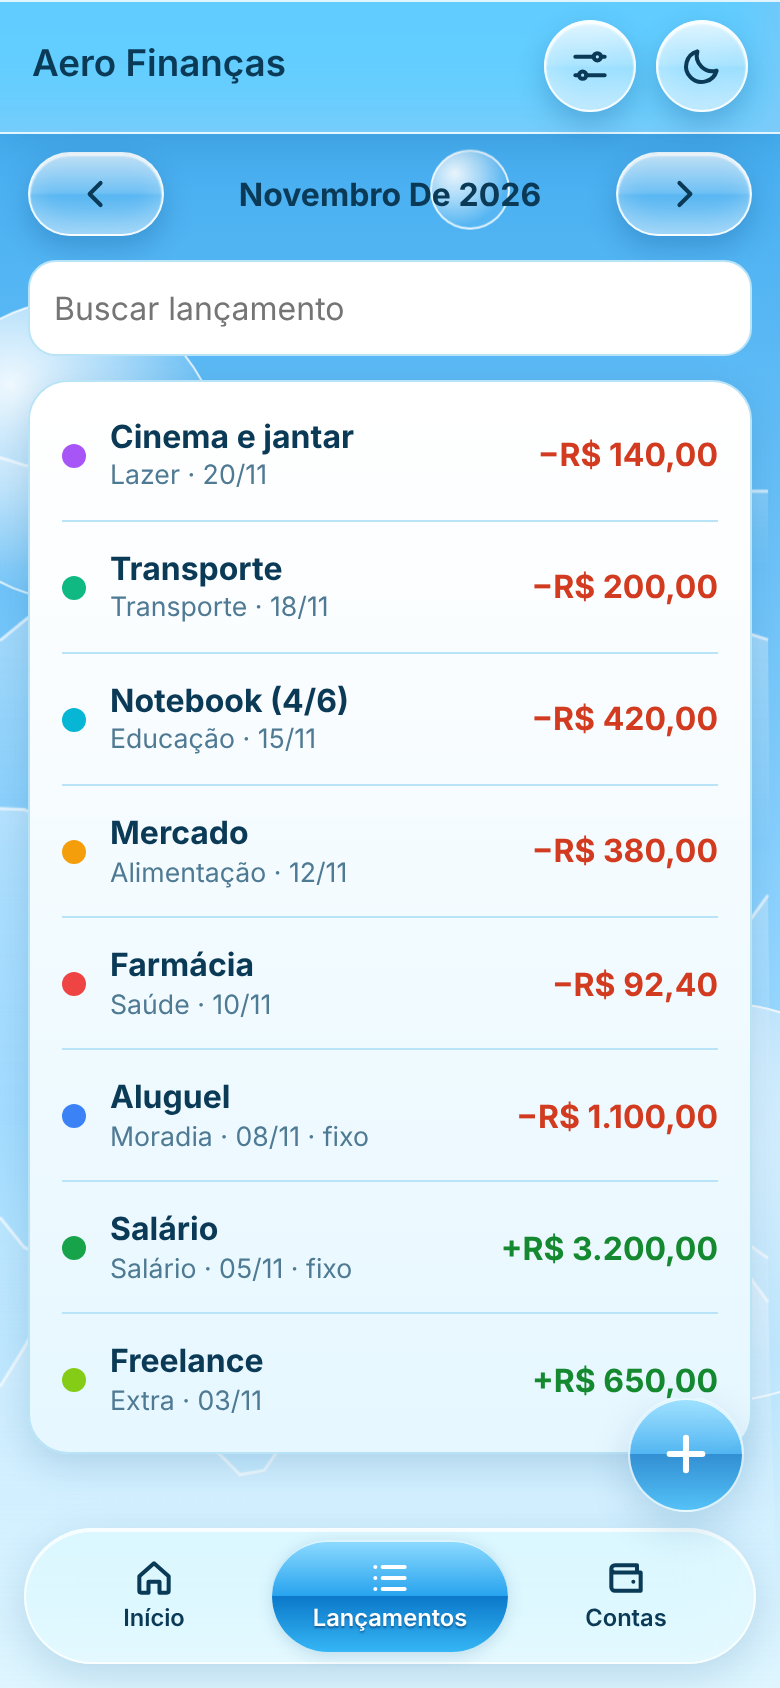 Aero Finanças
Novembro De 2026
Buscar lançamento
Cinema e jantar
Lazer · 20/11
−R$ 140,00
Transporte
Transporte · 18/11
−R$ 200,00
Notebook (4/6)
Educação · 15/11
−R$ 420,00
Mercado
Alimentação · 12/11
−R$ 380,00
Farmácia
Saúde · 10/11
−R$ 92,40
Aluguel
Moradia · 08/11 · fixo
−R$ 1.100,00
Salário
Salário · 05/11 · fixo
+R$ 3.200,00
Freelance
Extra · 03/11
+R$ 650,00
Início
Lançamentos
Contas